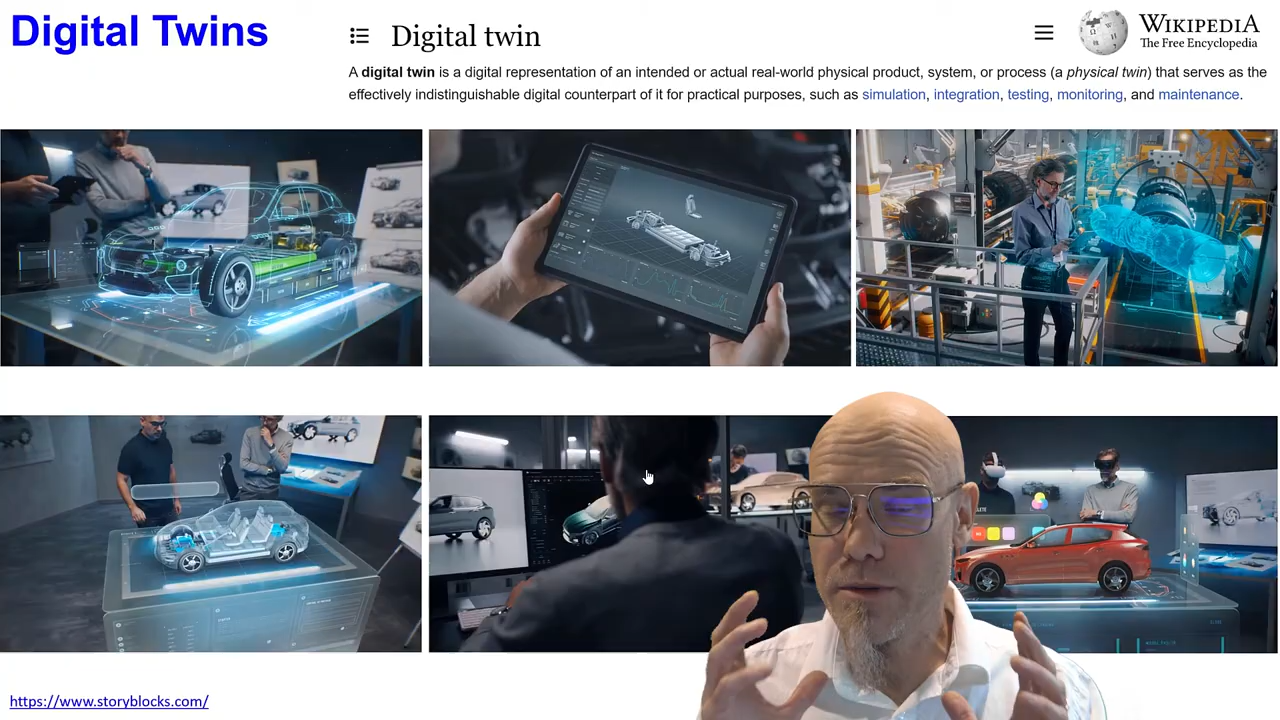 Digital Twins
Digital twin
WIKIPEDIA
The Free Encyclopedia
A digital twin is a digital representation of an intended or actual real-world physical product, system, or process (a physical twin) that serves as the
effectively indistinguishable digital counterpart of it for practical purposes, such as simulation, integration, testing, monitoring, and maintenance.
https://www.storyblocks.com/